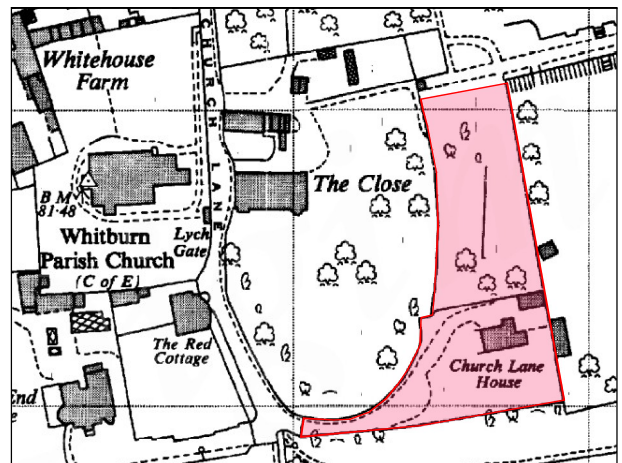 Whitehouse
Farm
CHURCH LANE
The Close
B M
81·48
Whitburn
Parish Church
(C of E)
Lych
Gate
The Red
Cottage
Church Lane
House
End